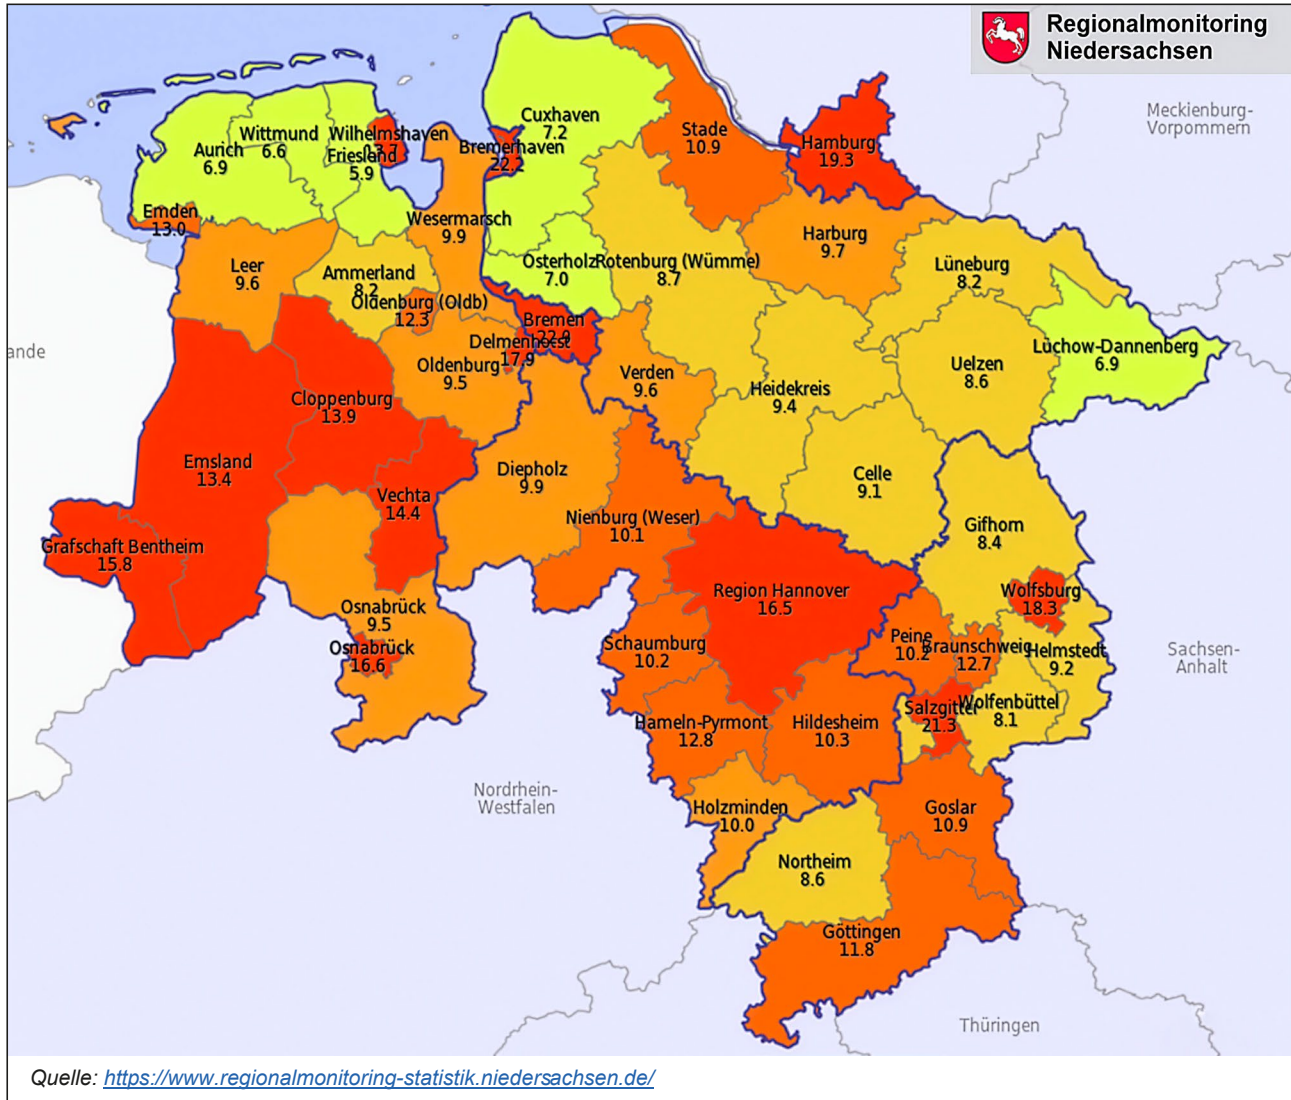 Regionalmonitoring
Niedersachsen
Mecklenburg-
Vorpommern
Cuxhaven
7.2
Stade
10.9
Hamburg
19.3
Wittmund
6.6
Wilhelmshaven
Aurich
6.9
Friesland
5.9
Bremerhaven
22.2
Emden
13.0
Wesermarsch
9.9
Harburg
9.7
Leer
9.6
Ammerland
8.2
Osterholz
7.0
Rotenburg (Wümme)
8.7
Lüneburg
8.2
Oldenburg (Oldb)
12.3
Bremen
Delmenhorst
17.9
ande
Oldenburg
9.5
Verden
9.6
Heidekreis
9.4
Uelzen
8.6
Lüchow-Dannenberg
6.9
Cloppenburg
13.9
Emsland
13.4
Vechta
14.4
Diepholz
9.9
Celle
9.1
Nienburg (Weser)
10.1
Gifhorn
8.4
Grafschaft Bentheim
15.8
Region Hannover
16.5
Wolfsburg
18.3
Osnabrück
9.5
Osnabrück
16.6
Schaumburg
10.2
Peine
10.2
Braunschweig
12.7
Helmstedt
9.2
Sachsen-
Anhalt
Hameln-Pyrmont
12.8
Hildesheim
10.3
Salzgitter
21.3
Wolfenbüttel
8.1
Nordrhein-
Westfalen
Holzminden
10.0
Goslar
10.9
Northeim
8.6
Göttingen
11.8
Thüringen
Quelle: https://www.regionalmonitoring-statistik.niedersachsen.de/